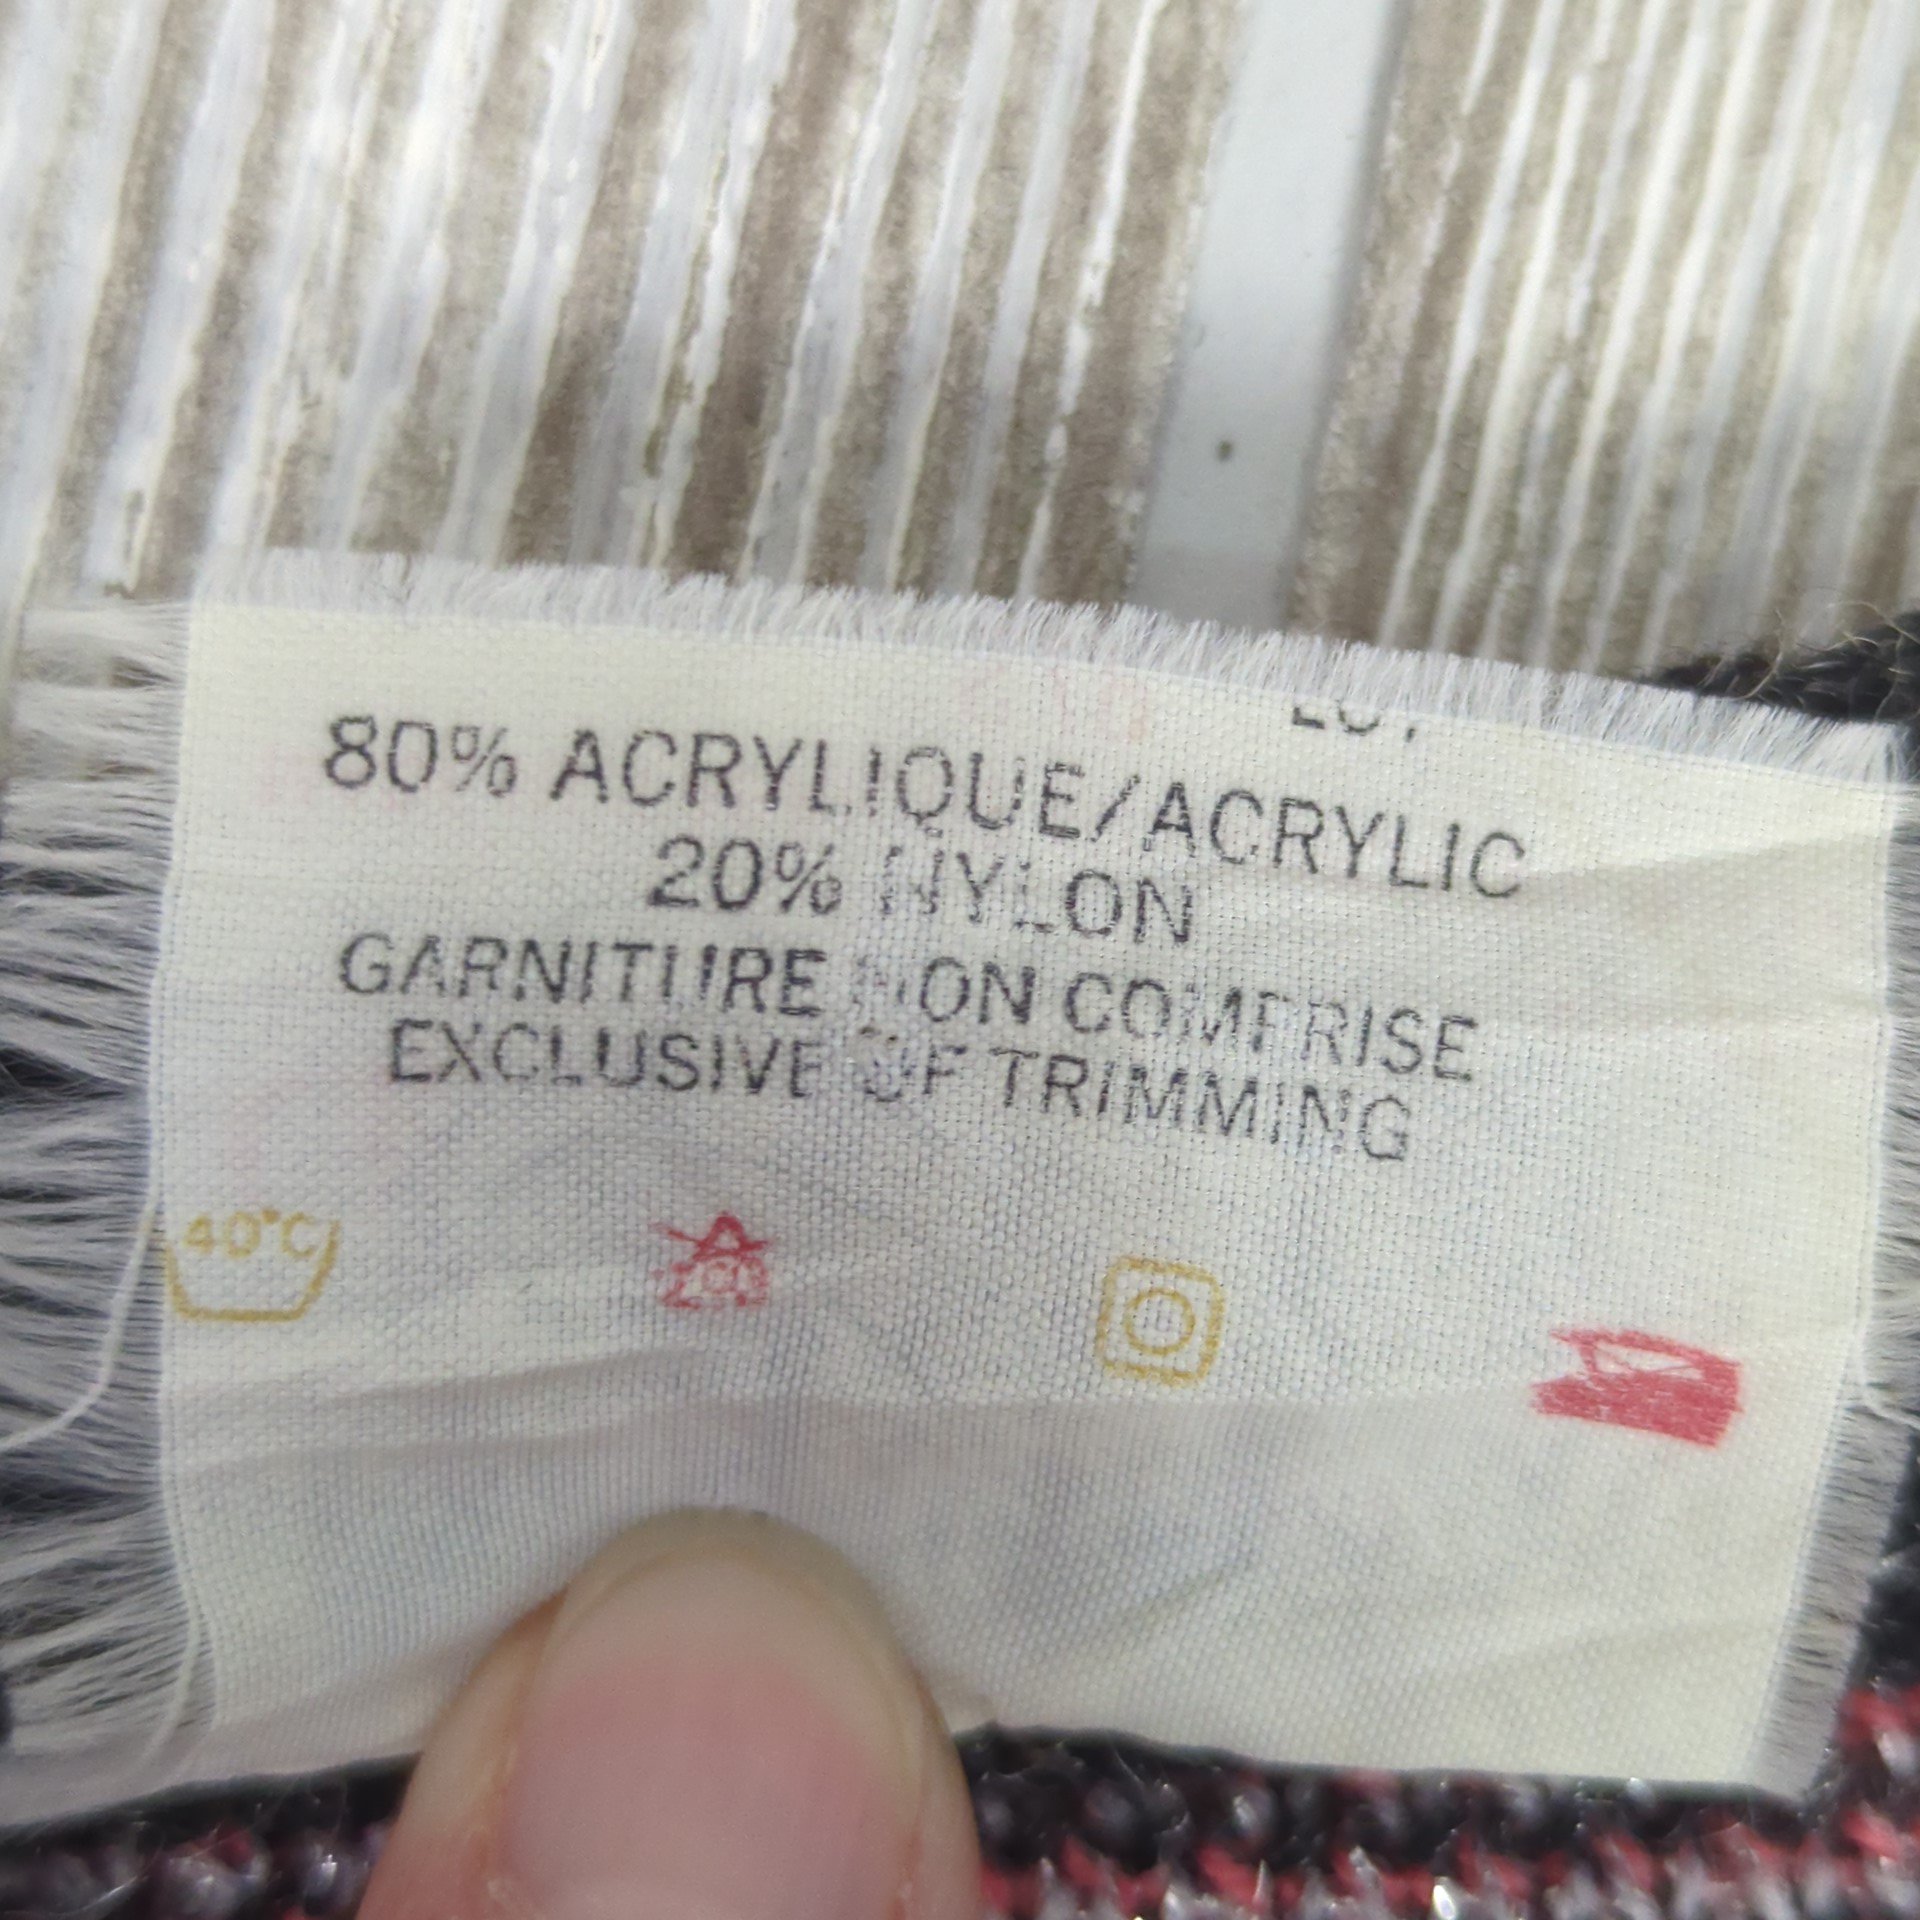 80% ACRYLIQUE/ACRYLIC
20% NYLON
GARNITURE NON COMPRISE
EXCLUSIVE OF TRIMMING
40°C